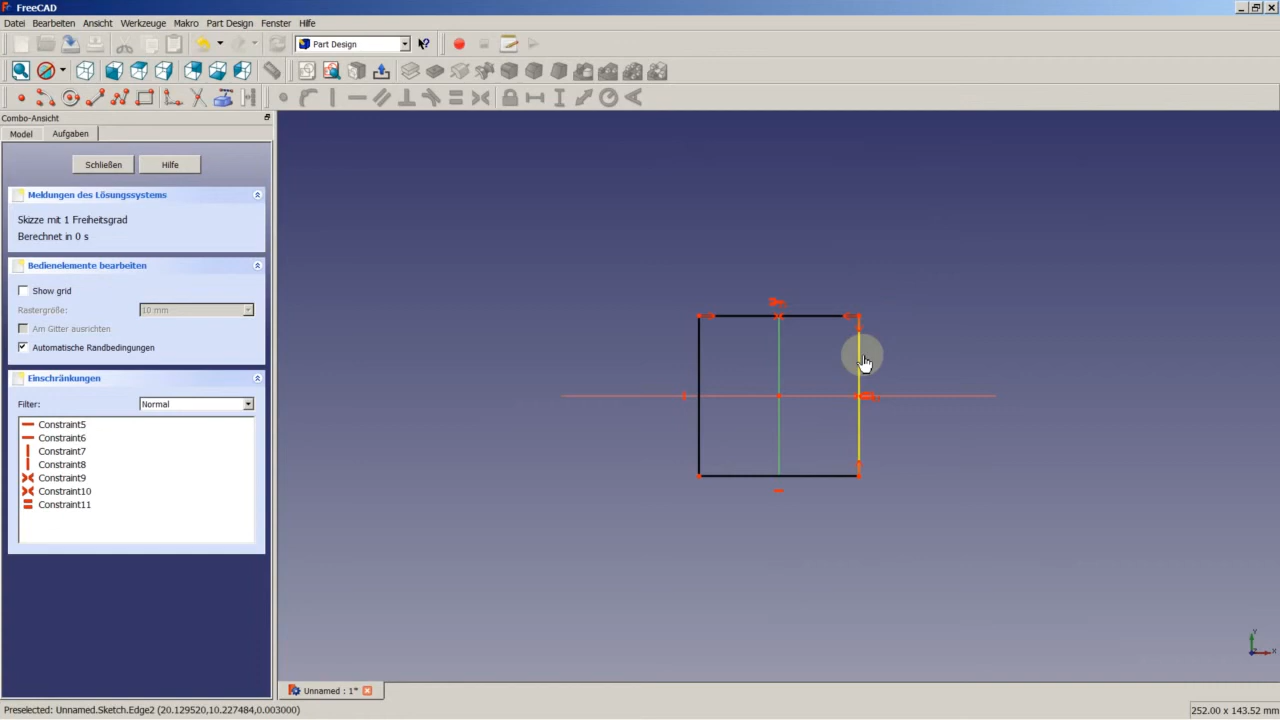 FreeCAD
Datei Bearbeiten Ansicht Werkzeuge Makro Part Design Fenster Hilfe
Part Design
Combo-Ansicht
Model Aufgaben
Schließen Hilfe
Meldungen des Lösungssystems
Skizze mit 1 Freiheitsgrad
Berechnet in 0 s
Bedienelemente bearbeiten
Show grid
Rastergröße: 10 mm
Am Gitter ausrichten
Automatische Randbedingungen
Einschränkungen
Filter: Normal
Constraint5
Constraint6
Constraint7
Constraint8
Constraint9
Constraint10
Constraint11
Y
Z X
Unnamed : 1*
Preselected: Unnamed.Sketch.Edge2 (20.129520,10.227484,0.003000) 252.00 x 143.52 mm